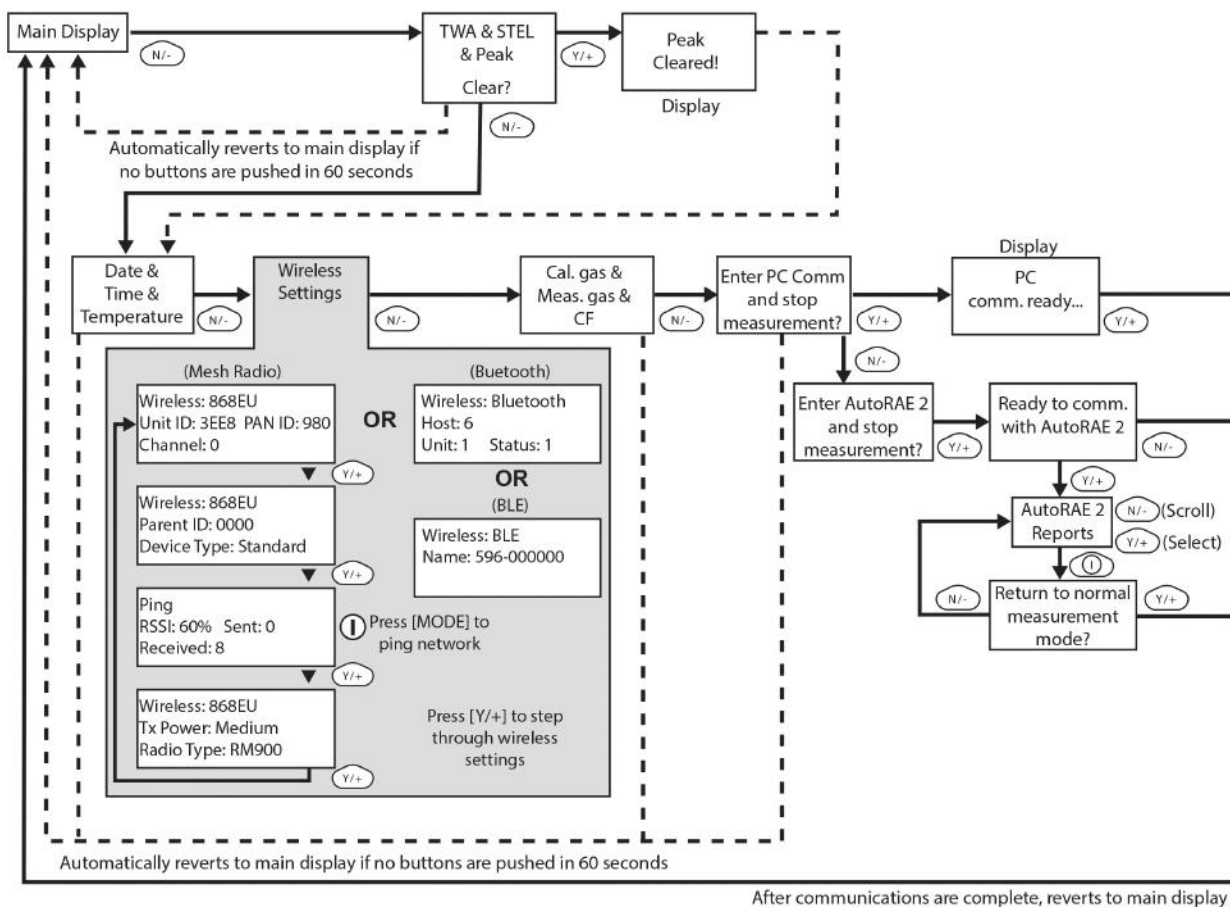 Main Display
N/-
TWA & STEL
& Peak
Clear?
Y/+
Peak
Cleared!
Display
N/-
Automatically reverts to main display if
no buttons are pushed in 60 seconds
Date &
Time &
Temperature
N/-
Wireless
Settings
N/-
Cal. gas &
Meas. gas &
CF
N/-
Enter PC Comm
and stop
measurement?
Y/+
Display
PC
comm. ready...
Y/+
N/-
(Mesh Radio)
Wireless: 868EU
Unit ID: 3EE8 PAN ID: 980
Channel: 0
Y/+
Wireless: 868EU
Parent ID: 0000
Device Type: Standard
Y/+
Ping
RSSI: 60% Sent: 0
Received: 8
Press [MODE] to
ping network
Y/+
Wireless: 868EU
Tx Power: Medium
Radio Type: RM900
Y/+
OR
(Buetooth)
Wireless: Bluetooth
Host: 6
Unit: 1 Status: 1
OR
(BLE)
Wireless: BLE
Name: 596-000000
Press [Y/+] to step
through wireless
settings
Enter AutoRAE 2
and stop
measurement?
Y/+
Ready to comm.
with AutoRAE 2
N/-
Y/+
AutoRAE 2
Reports
N/- (Scroll)
Y/+ (Select)
N/-
Return to normal
measurement
mode?
Y/+
Automatically reverts to main display if no buttons are pushed in 60 seconds
After communications are complete, reverts to main display